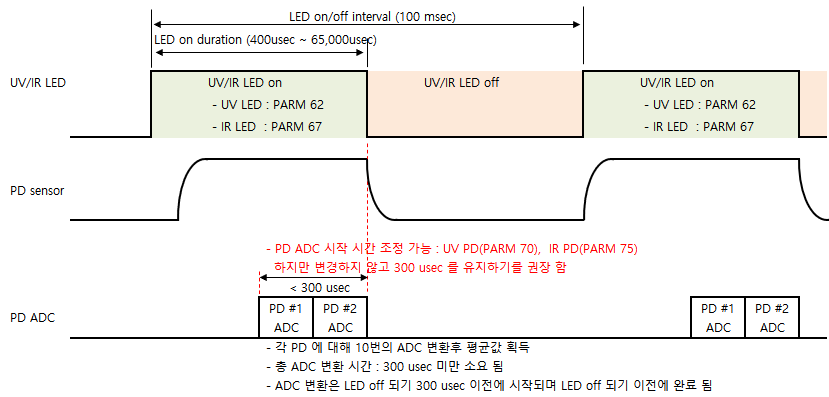 LED on/off interval (100 msec)
LED on duration (400usec ~ 65,000usec)
UV/IR LED
UV/IR LED on
- UV LED : PARM 62
- IR LED : PARM 67
UV/IR LED off
UV/IR LED on
- UV LED : PARM 62
- IR LED : PARM 67
PD sensor
- PD ADC 시작 시간 조정 가능 : UV PD(PARM 70), IR PD(PARM 75)
하지만 변경하지 않고 300 usec 를 유지하기를 권장 함
< 300 usec
PD ADC
PD #1
ADC
PD #2
ADC
PD #1
ADC
PD #2
ADC
- 각 PD 에 대해 10번의 ADC 변환후 평균값 획득
- 총 ADC 변환 시간 : 300 usec 미만 소요 됨
- ADC 변환은 LED off 되기 300 usec 이전에 시작되며 LED off 되기 이전에 완료 됨